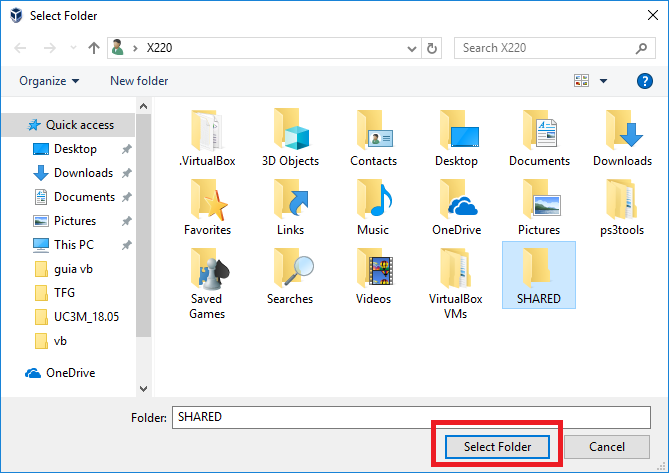 Select Folder
X220
Search X220
Organize
New folder
Quick access
Desktop
Downloads
Documents
Pictures
This PC
guia vb
TFG
UC3M_18.05
vb
OneDrive
.VirtualBox
3D Objects
Contacts
Desktop
Documents
Downloads
Favorites
Links
Music
OneDrive
Pictures
ps3tools
Saved
Games
Searches
Videos
VirtualBox
VMs
SHARED
Folder: SHARED
Select Folder
Cancel